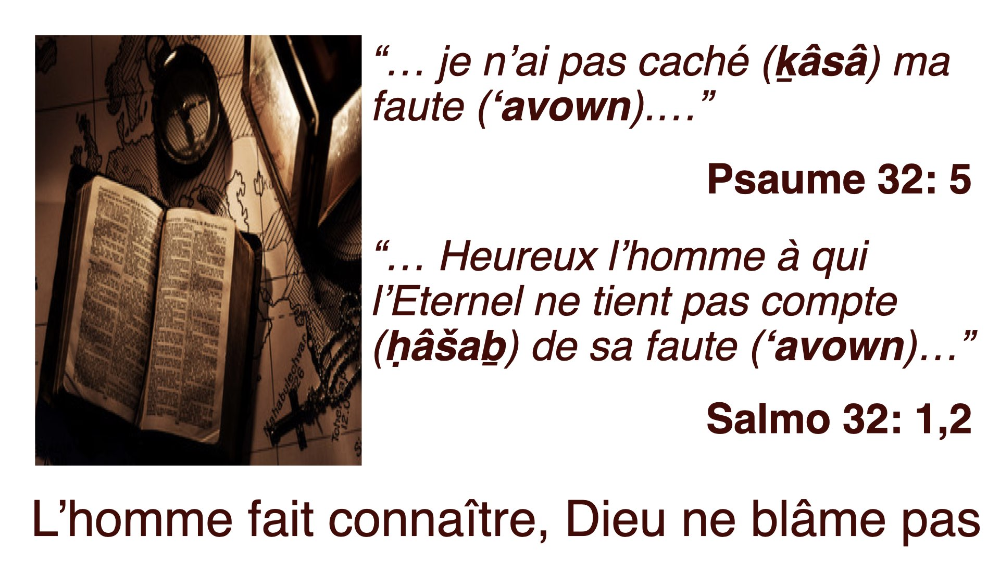 “… je n’ai pas caché (ḵâsâ) ma
faute (‘avown).…”
Psaume 32: 5
“… Heureux l’homme à qui
l’Eternel ne tient pas compte
(ḥâšaḇ) de sa faute (‘avown)…”
Salmo 32: 1,2
L’homme fait connaître, Dieu ne blâme pas
Mahabulechvar